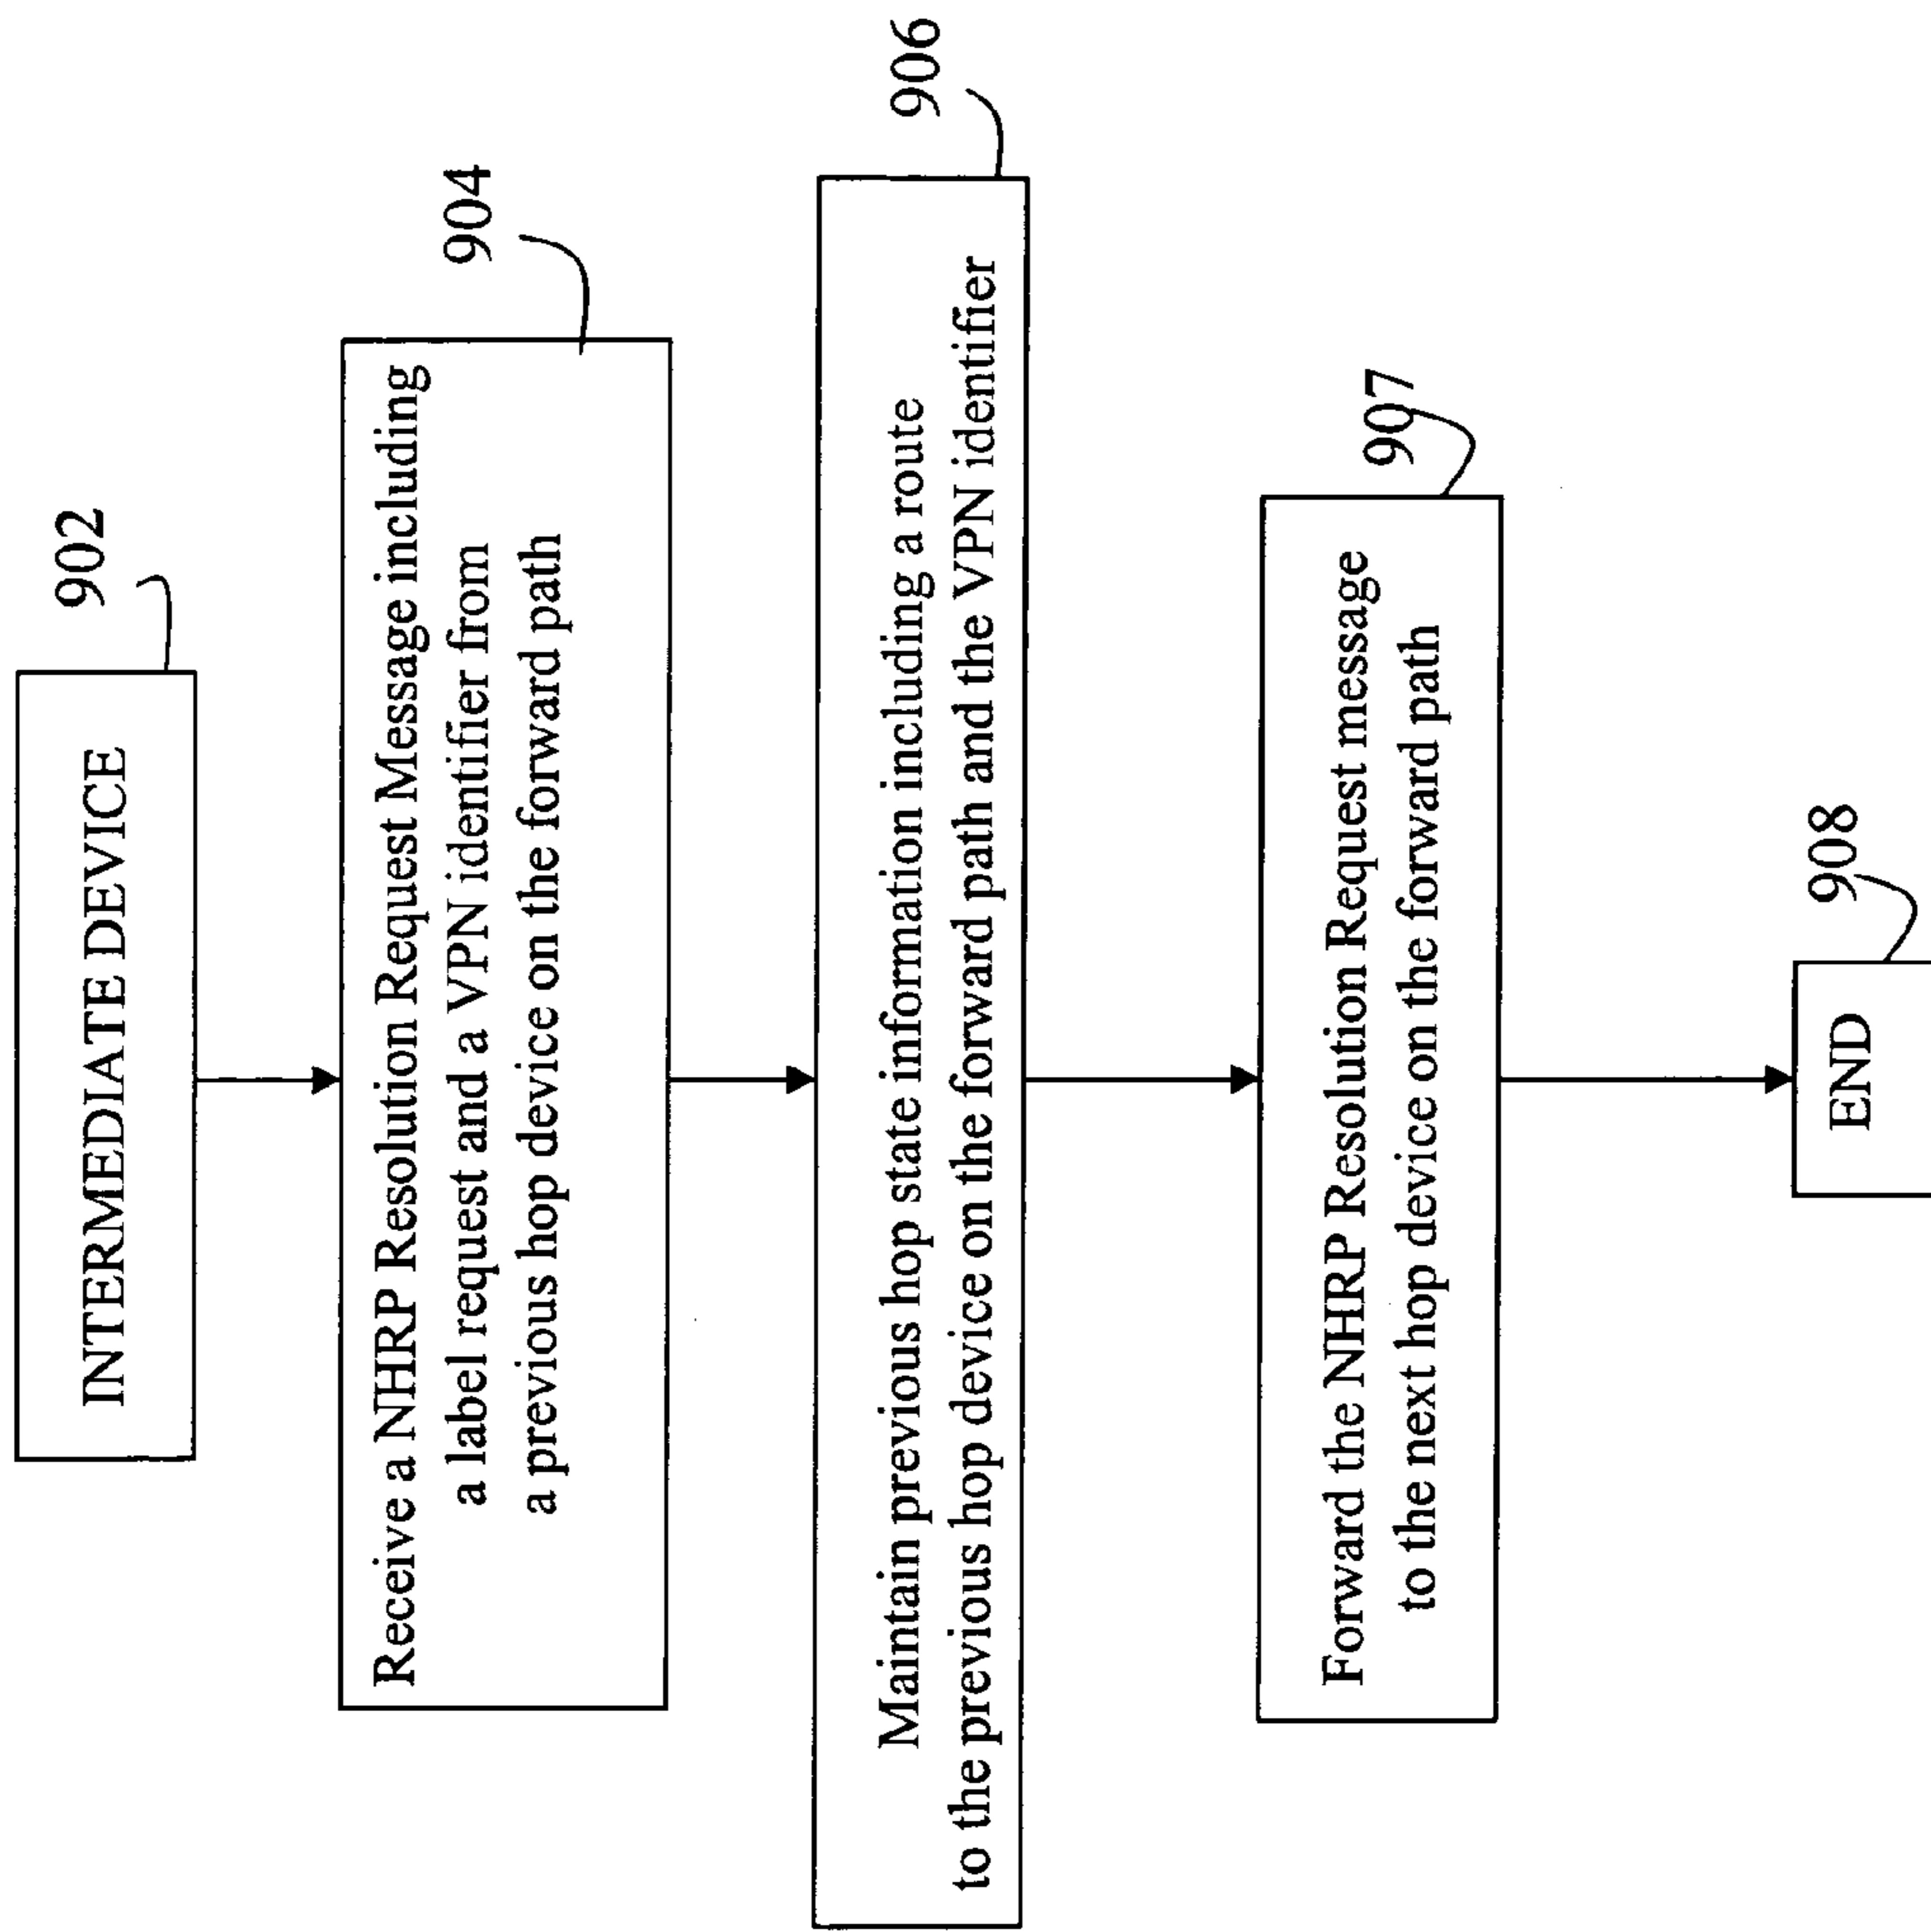 902
INTERMEDIATE DEVICE
904
Receive a NHRP Resolution Request Message including
a label request and a VPN identifier from
a previous hop device on the forward path
906
Maintain previous hop state information including a route
to the previous hop device on the forward path and the VPN identifier
907
Forward the NHRP Resolution Request message
to the next hop device on the forward path
908
END